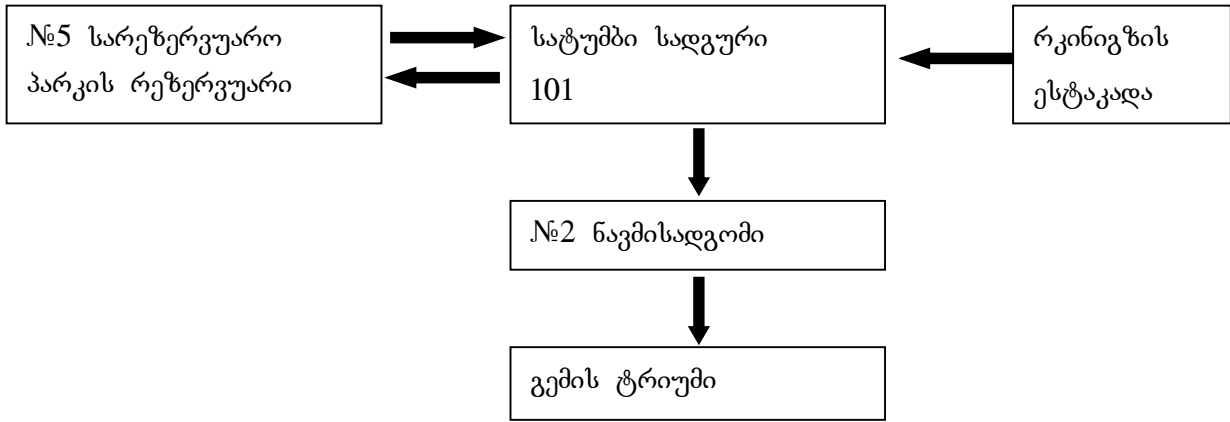 №5 სარეზერვუარო
პარკის რეზერვუარი
სატუმბი სადგური
101
რკინიგზის
ესტაკადა
№2 ნავმისადგომი
გემის ტრიუმი